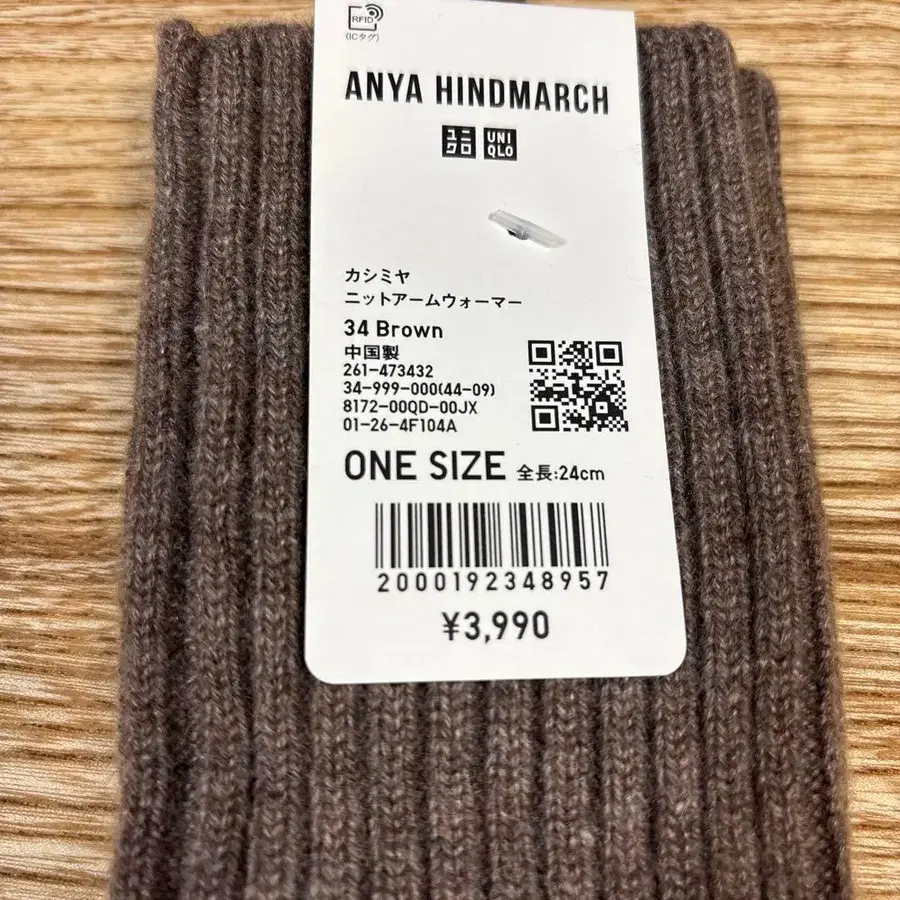 RFID
(ICタグ)
ANYA HINDMARCH
ユニクロ UNIQLO
カシミヤ
ニットアームウォーマー
34 Brown
中国製
261-473432
34-999-000(44-09)
8172-00QD-00JX
01-26-4F104A
ONE SIZE 全長:24cm
2000192348957
¥3,990